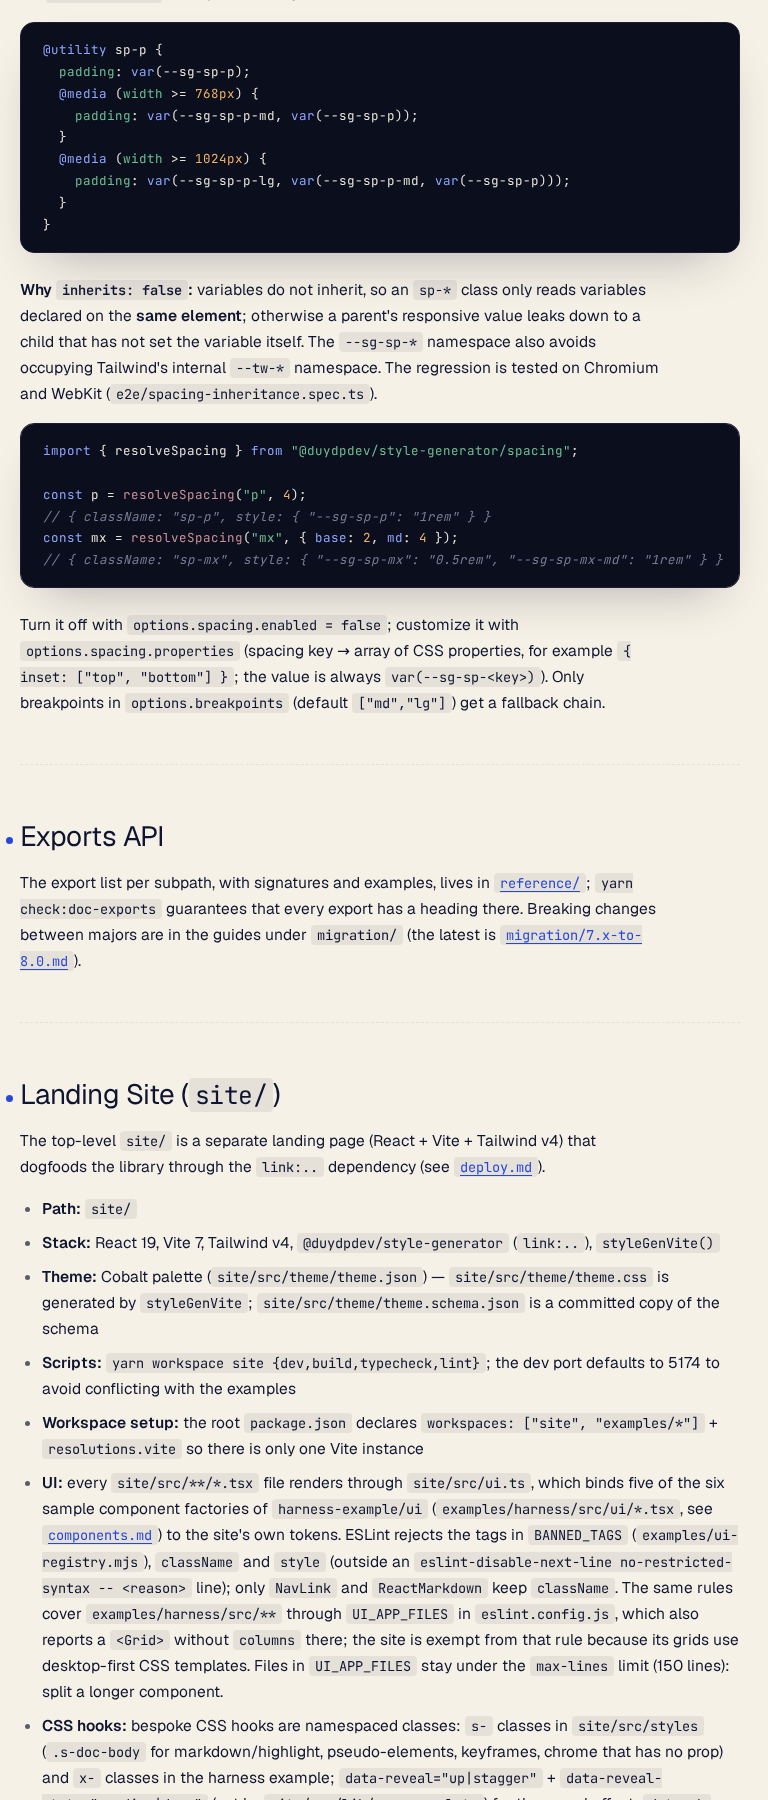 @utility sp-p {
  padding: var(--sg-sp-p);
  @media (width >= 768px) {
    padding: var(--sg-sp-p-md, var(--sg-sp-p));
  }
  @media (width >= 1024px) {
    padding: var(--sg-sp-p-lg, var(--sg-sp-p-md, var(--sg-sp-p)));
  }
}
Why inherits: false: variables do not inherit, so an sp-* class only reads variables
declared on the same element; otherwise a parent's responsive value leaks down to a
child that has not set the variable itself. The --sg-sp-* namespace also avoids
occupying Tailwind's internal --tw-* namespace. The regression is tested on Chromium
and WebKit (e2e/spacing-inheritance.spec.ts).
import { resolveSpacing } from "@duydpdev/style-generator/spacing";
const p = resolveSpacing("p", 4);
// { className: "sp-p", style: { "--sg-sp-p": "1rem" } }
const mx = resolveSpacing("mx", { base: 2, md: 4 });
// { className: "sp-mx", style: { "--sg-sp-mx": "0.5rem", "--sg-sp-mx-md": "1rem" } }
Turn it off with options.spacing.enabled = false; customize it with
options.spacing.properties (spacing key → array of CSS properties, for example {
inset: ["top", "bottom"] }; the value is always var(--sg-sp-<key>)). Only
breakpoints in options.breakpoints (default ["md","lg"]) get a fallback chain.
Exports API
The export list per subpath, with signatures and examples, lives in reference/; yarn
check:doc-exports guarantees that every export has a heading there. Breaking changes
between majors are in the guides under migration/ (the latest is migration/7.x-to-
8.0.md).
Landing Site (site/)
The top-level site/ is a separate landing page (React + Vite + Tailwind v4) that
dogfoods the library through the link:.. dependency (see deploy.md).
• Path: site/
• Stack: React 19, Vite 7, Tailwind v4, @duydpdev/style-generator (link:..), styleGenVite()
• Theme: Cobalt palette (site/src/theme/theme.json) — site/src/theme/theme.css is
generated by styleGenVite; site/src/theme/theme.schema.json is a committed copy of the
schema
• Scripts: yarn workspace site {dev,build,typecheck,lint}; the dev port defaults to 5174 to
avoid conflicting with the examples
• Workspace setup: the root package.json declares workspaces: ["site", "examples/*"] +
resolutions.vite so there is only one Vite instance
• UI: every site/src/**/*.tsx file renders through site/src/ui.ts, which binds five of the six
sample component factories of harness-example/ui (examples/harness/src/ui/*.tsx, see
components.md) to the site's own tokens. ESLint rejects the tags in BANNED_TAGS (examples/ui-
registry.mjs), className and style (outside an eslint-disable-next-line no-restricted-
syntax -- <reason> line); only NavLink and ReactMarkdown keep className. The same rules
cover examples/harness/src/** through UI_APP_FILES in eslint.config.js, which also
reports a <Grid> without columns there; the site is exempt from that rule because its grids use
desktop-first CSS templates. Files in UI_APP_FILES stay under the max-lines limit (150 lines):
split a longer component.
• CSS hooks: bespoke CSS hooks are namespaced classes: s- classes in site/src/styles
(.s-doc-body for markdown/highlight, pseudo-elements, keyframes, chrome that has no prop)
and x- classes in the harness example; data-reveal="up|stagger" + data-reveal-